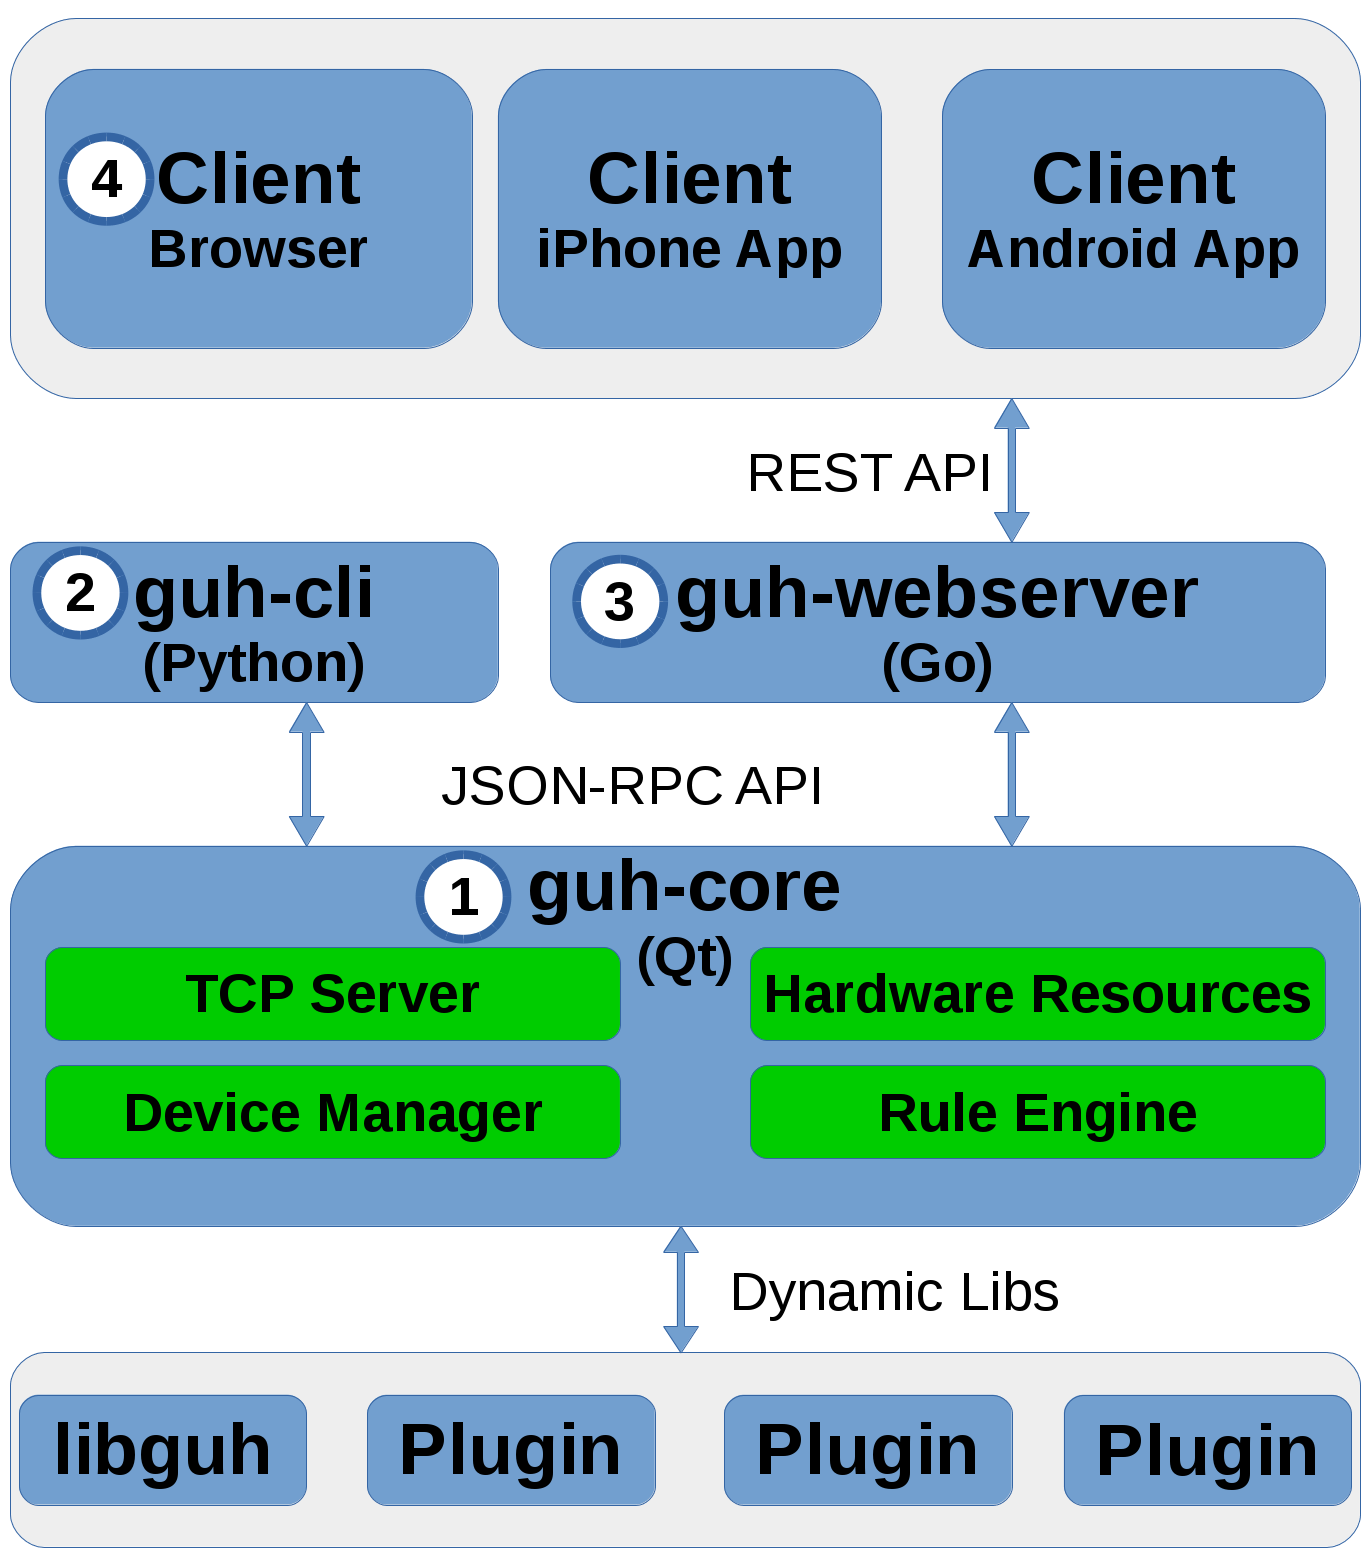 4 Client
Browser
Client
iPhone App
Client
Android App
REST API
2 guh-cli
(Python)
3 guh-webserver
(Go)
JSON-RPC API
1 guh-core
(Qt)
TCP Server
Hardware Resources
Device Manager
Rule Engine
Dynamic Libs
libguh
Plugin
Plugin
Plugin